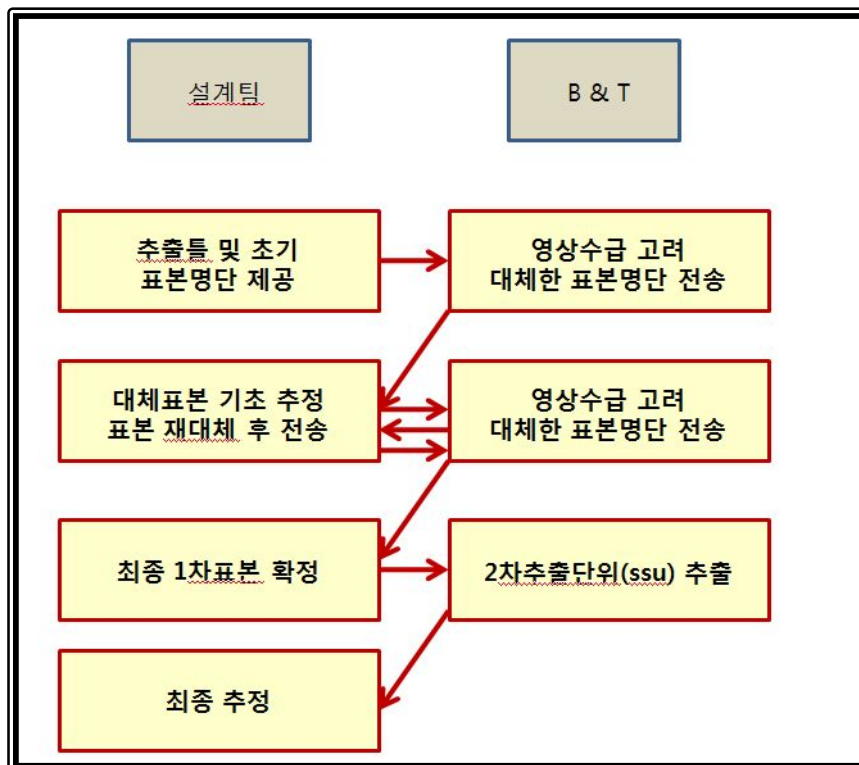 설계팀
B & T
추출틀 및 초기
표본명단 제공
영상수급 고려
대체한 표본명단 전송
대체표본 기초 추정
표본 재대체 후 전송
영상수급 고려
대체한 표본명단 전송
최종 1차표본 확정
2차추출단위(ssu) 추출
최종 추정